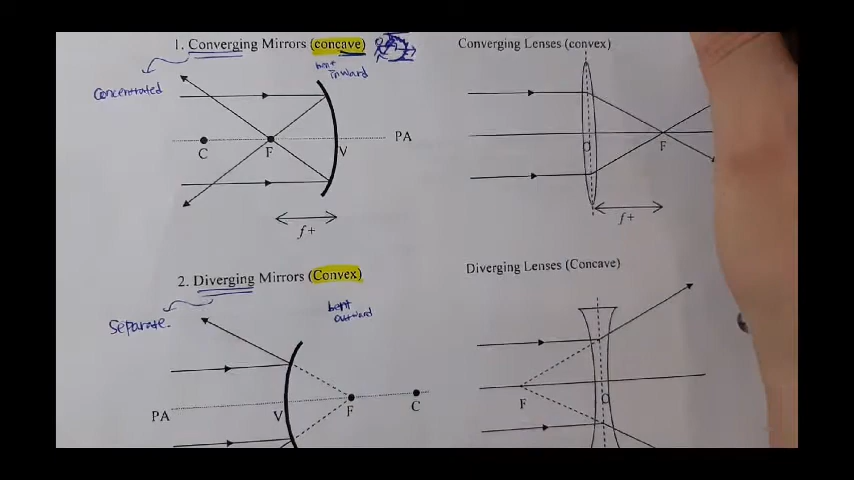 1. Converging Mirrors (concave)
bent
inward
Concentrated
C
F
V
PA
f+
Converging Lenses (convex)
O
F
f+
2. Diverging Mirrors (Convex)
bent
outward
Separate.
PA
V
F
C
Diverging Lenses (Concave)
F
O